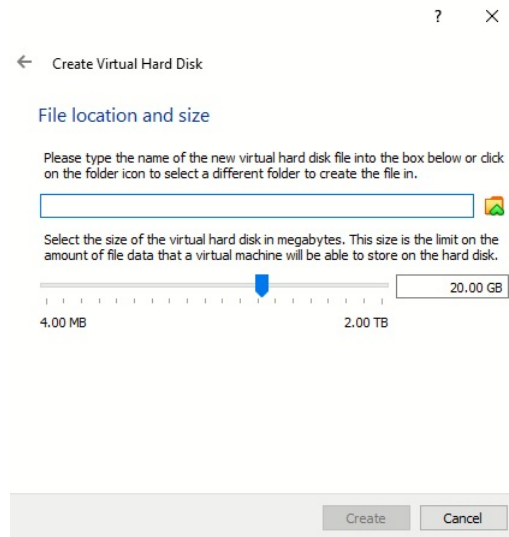 ?
Create Virtual Hard Disk
File location and size
Please type the name of the new virtual hard disk file into the box below or click
on the folder icon to select a different folder to create the file in.
Select the size of the virtual hard disk in megabytes. This size is the limit on the
amount of file data that a virtual machine will be able to store on the hard disk.
20.00 GB
4.00 MB 2.00 TB
Create Cancel